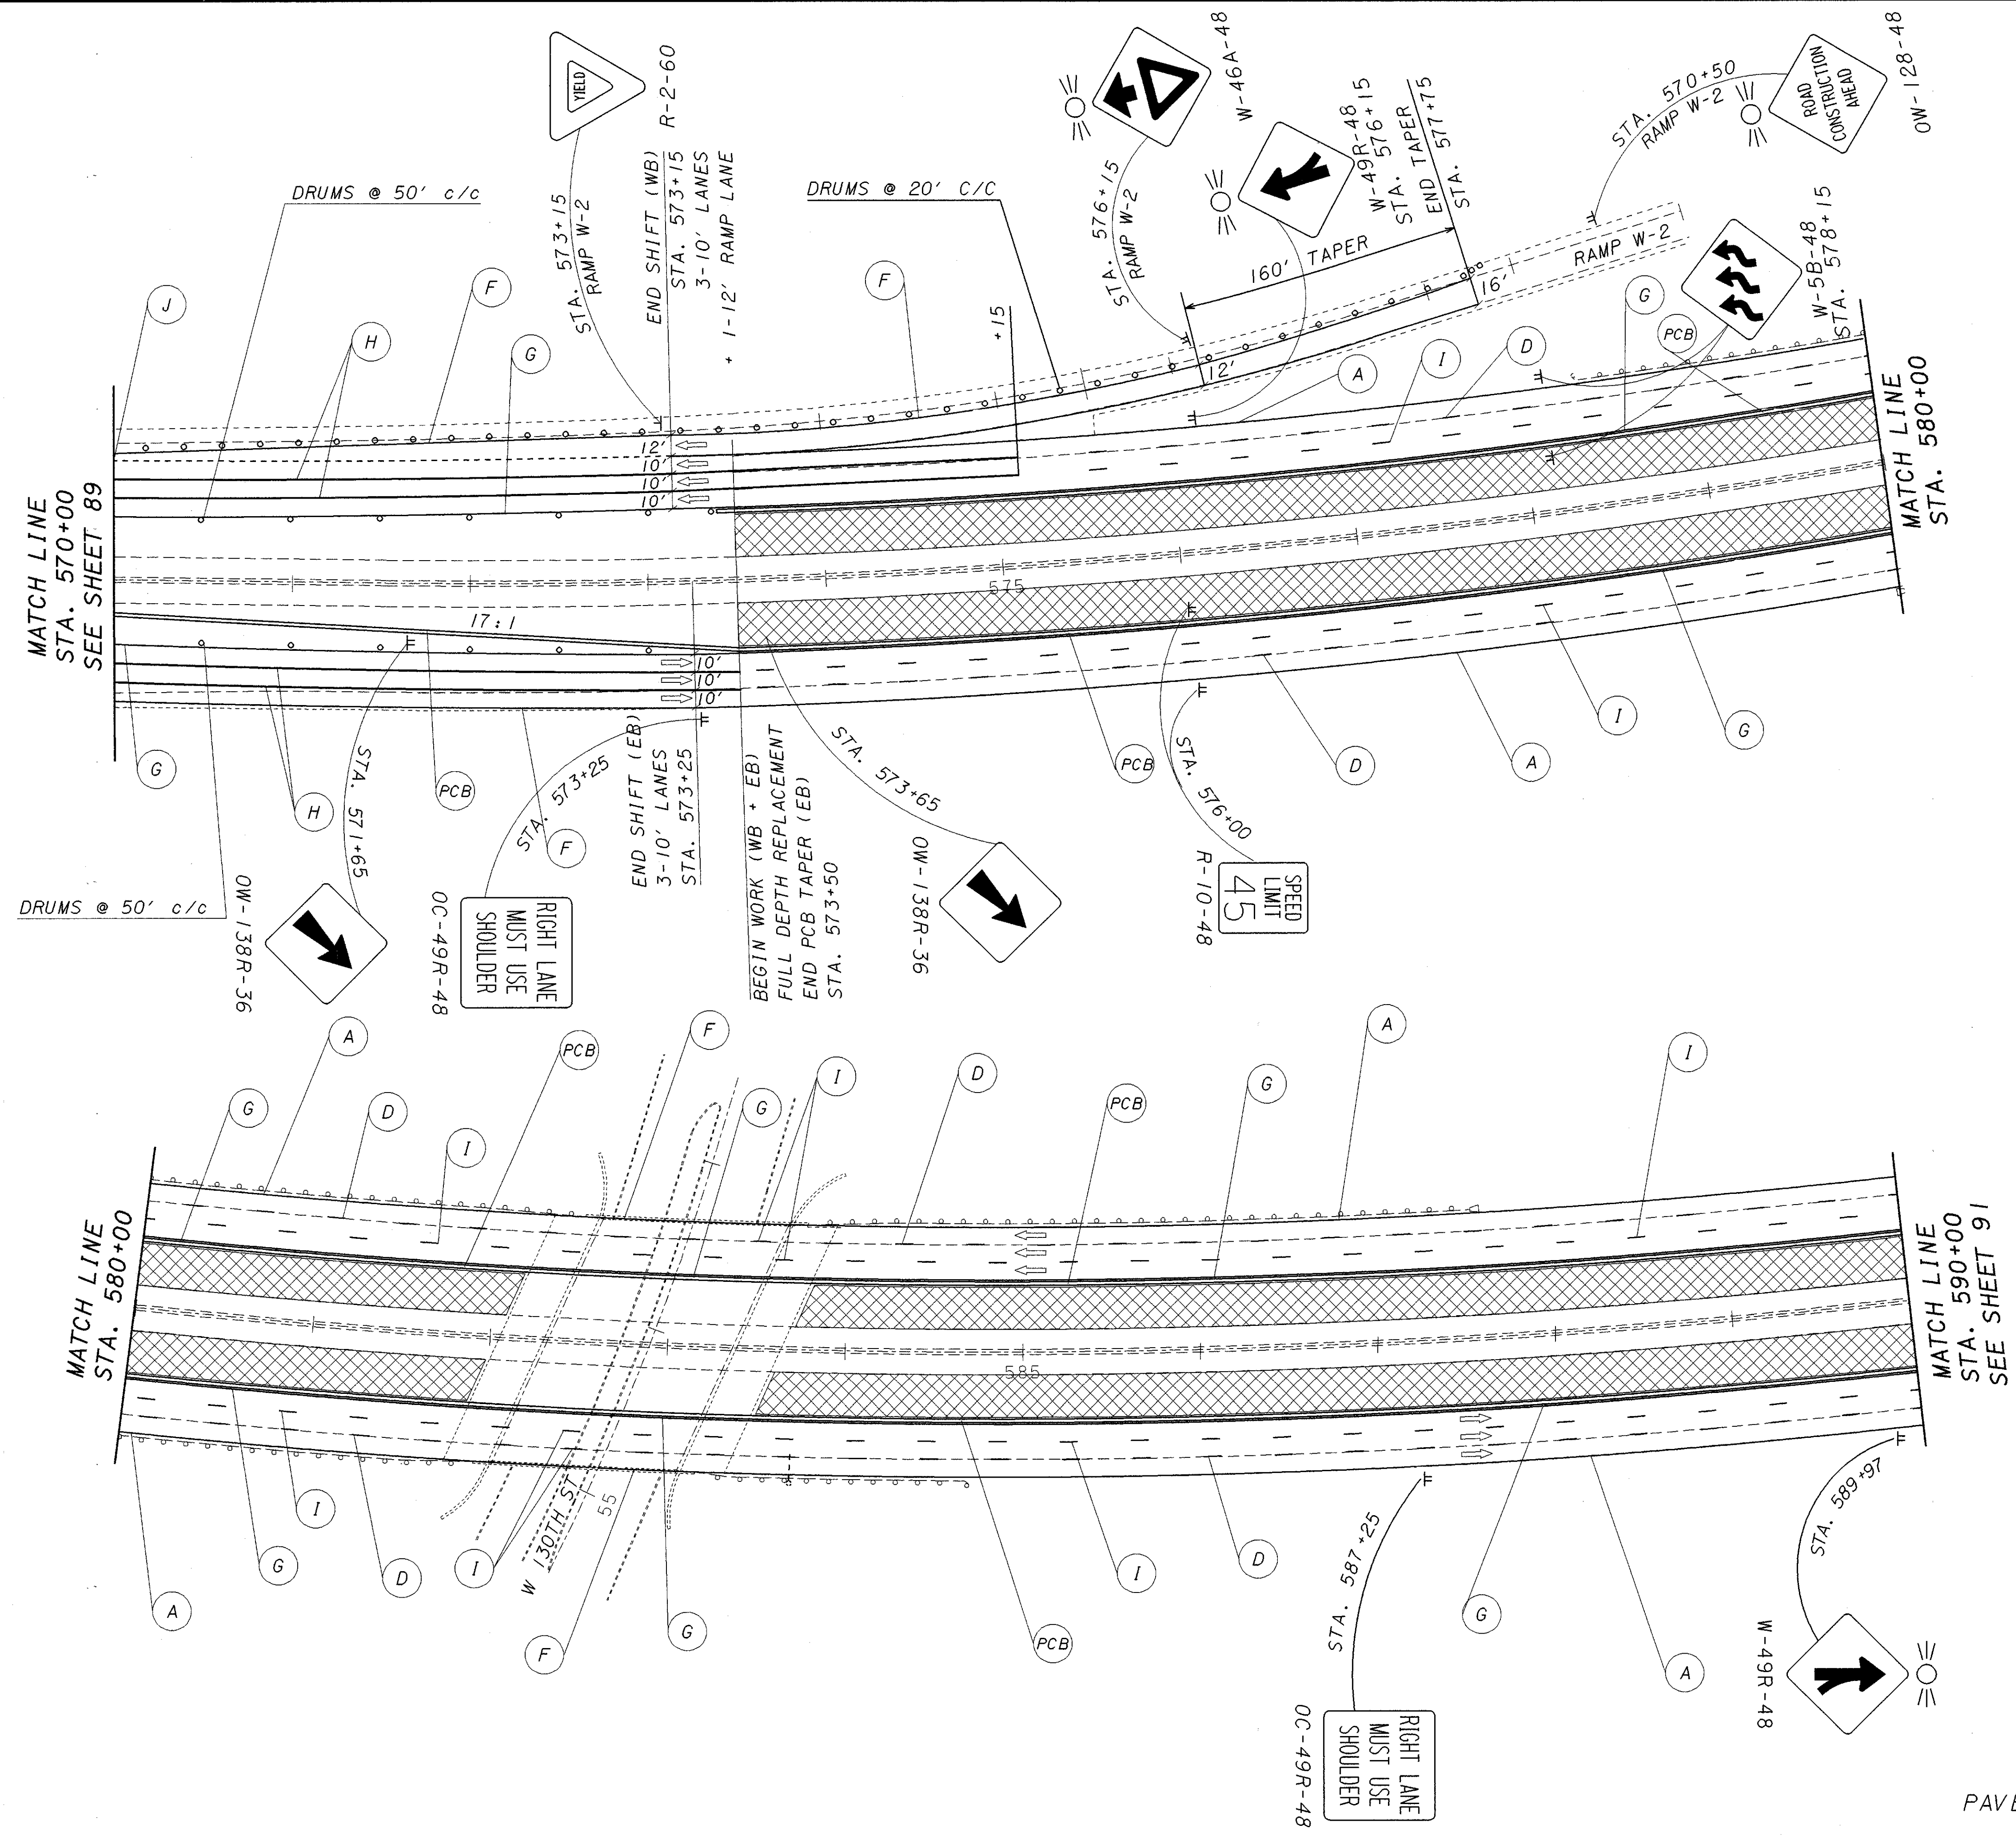 YIELD
R-2-60
STA. 573+15
RAMP W-2
END SHIFT (WB)
STA. 573+15
3-10' LANES
+ 1-12' RAMP LANE
DRUMS @ 50' c/c
DRUMS @ 20' C/C
W-46A-48
STA. 576+15
RAMP W-2
W-49R-48
STA. 576+15
END TAPER
STA. 577+75
160' TAPER
STA. 570+50
RAMP W-2
ROAD
CONSTRUCTION
AHEAD
OW-128-48
RAMP W-2
W-5B-48
STA. 578+15
J
H
F
G
F
+15
12'
16'
A
I
D
G
PCB
12'
10'
10'
10'
MATCH LINE
STA. 570+00
SEE SHEET 89
MATCH LINE
STA. 580+00
575
17:1
10'
10'
10'
G
H
PCB
F
PCB
D
A
I
G
STA. 571+65
STA. 573+25
END SHIFT (EB)
3-10' LANES
STA. 573+25
BEGIN WORK (WB + EB)
FULL DEPTH REPLACEMENT
END PCB TAPER (EB)
STA. 573+50
STA. 573+65
STA. 576+00
SPEED
LIMIT
45
R-10-48
DRUMS @ 50' c/c
OW-138R-36
RIGHT LANE
MUST USE
SHOULDER
OC-49R-48
OW-138R-36
G
A
D
I
PCB
F
G
I
D
PCB
G
A
I
MATCH LINE
STA. 580+00
MATCH LINE
STA. 590+00
SEE SHEET 91
585
W 130TH ST
55
A
G
I
D
I
F
G
PCB
I
D
G
A
STA. 587+25
RIGHT LANE
MUST USE
SHOULDER
OC-49R-48
STA. 589+97
W-49R-48
PAVE